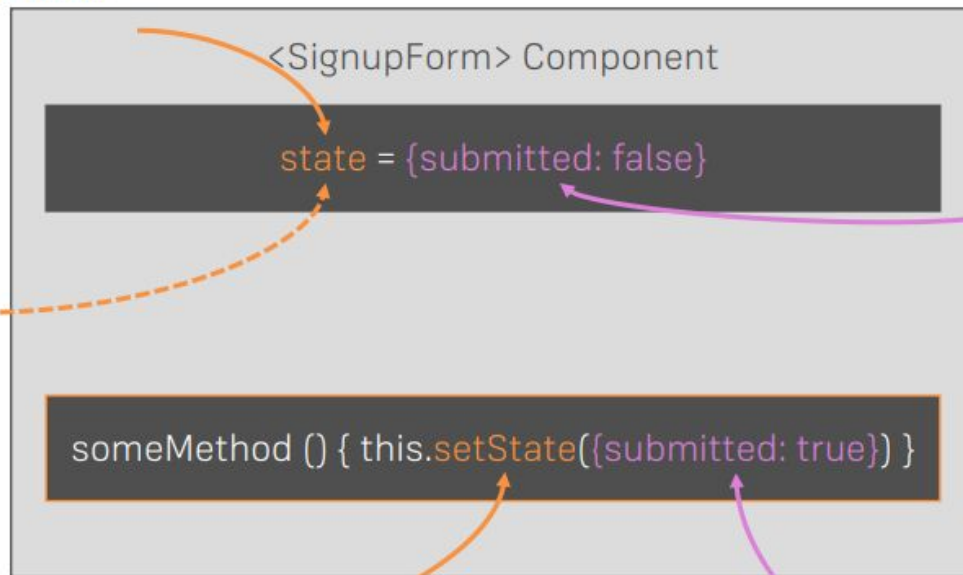 <SignupForm> Component
state = {submitted: false}
someMethod () { this.setState({submitted: true}) }